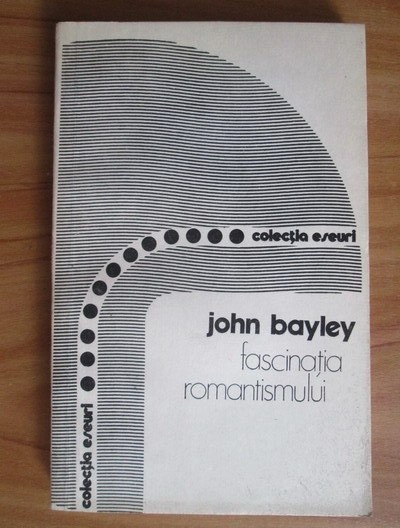 colecția eseuri
john bayley
fascinația
romantismului
colecția eseuri